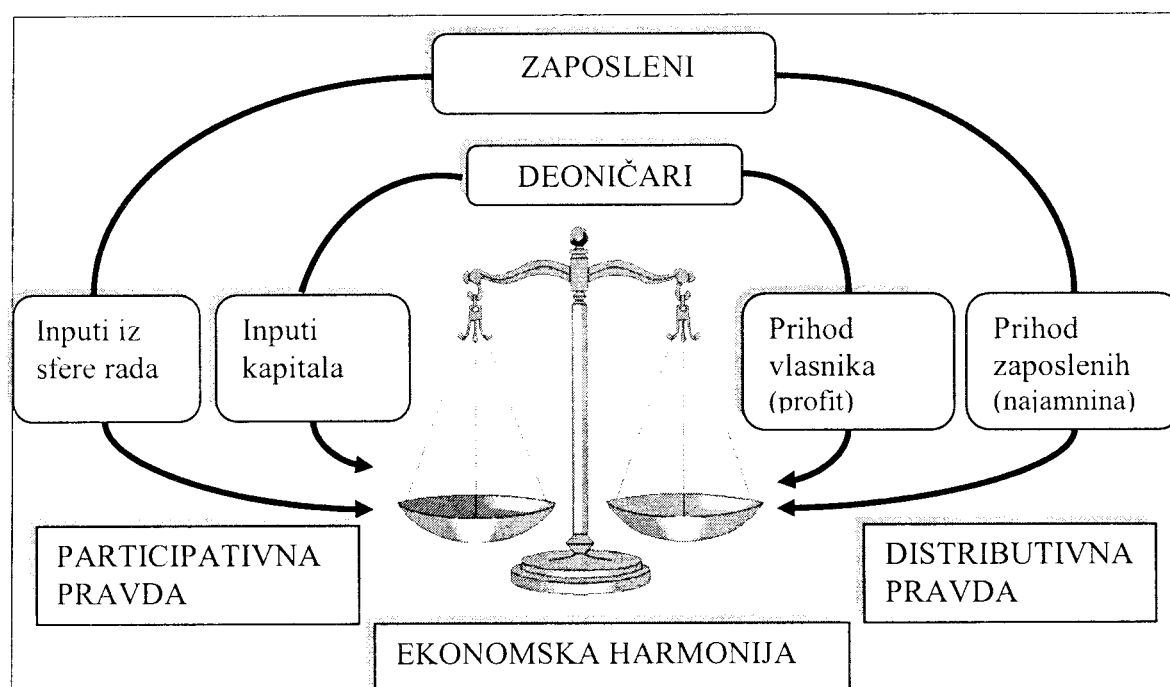 ZAPOSLENI
DEONIČARI
Inputi iz
sfere rada
Inputi
kapitala
Prihod
vlasnika
(profit)
Prihod
zaposlenih
(najamnina)
PARTICIPATIVNA
PRAVDA
DISTRIBUTIVNA
PRAVDA
EKONOMSKA HARMONIJA